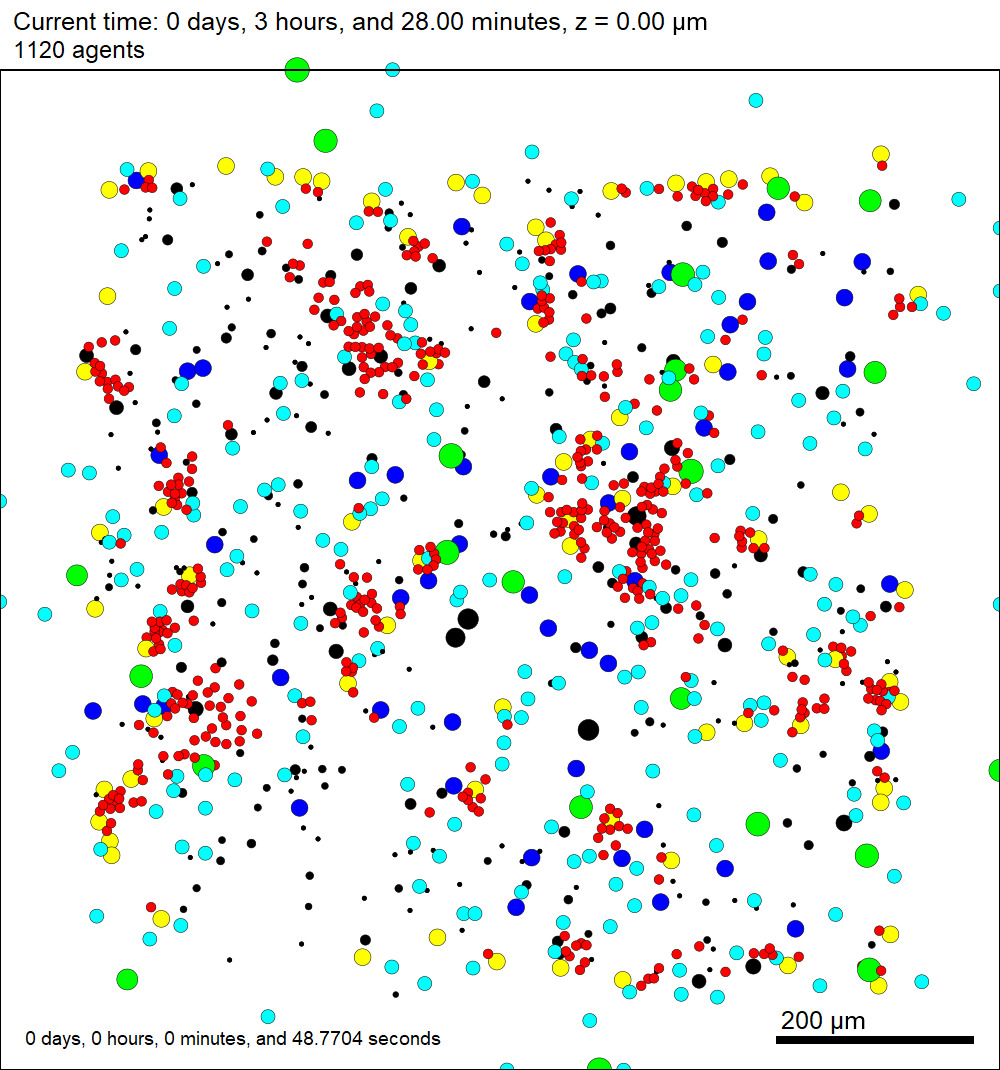 Current time: 0 days, 3 hours, and 28.00 minutes, z = 0.00 μm
1120 agents
200 μm
0 days, 0 hours, 0 minutes, and 48.7704 seconds